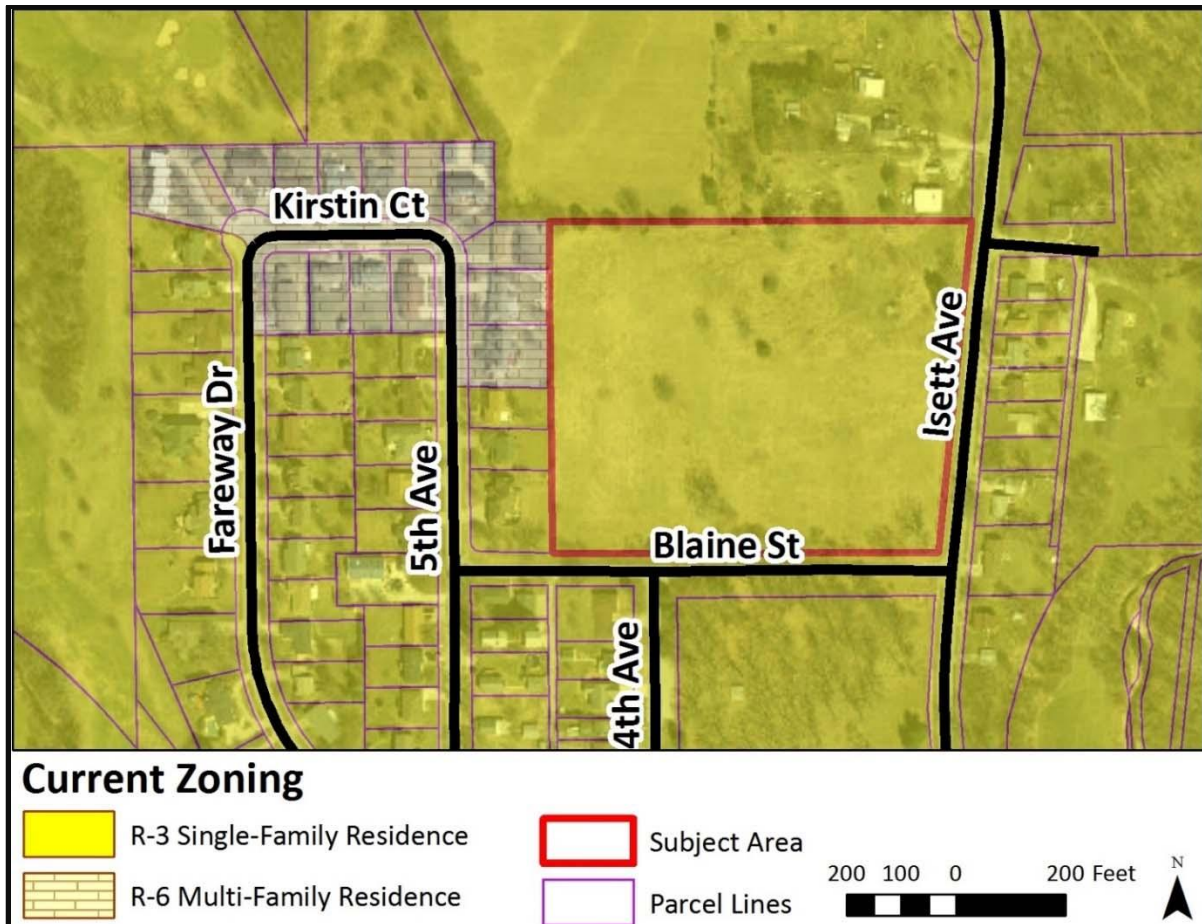 Kirstin Ct
Fareway Dr
5th Ave
Isett Ave
Blaine St
4th Ave
Current Zoning
R-3 Single-Family Residence
R-6 Multi-Family Residence
Subject Area
Parcel Lines
200 100 0 200 Feet
N